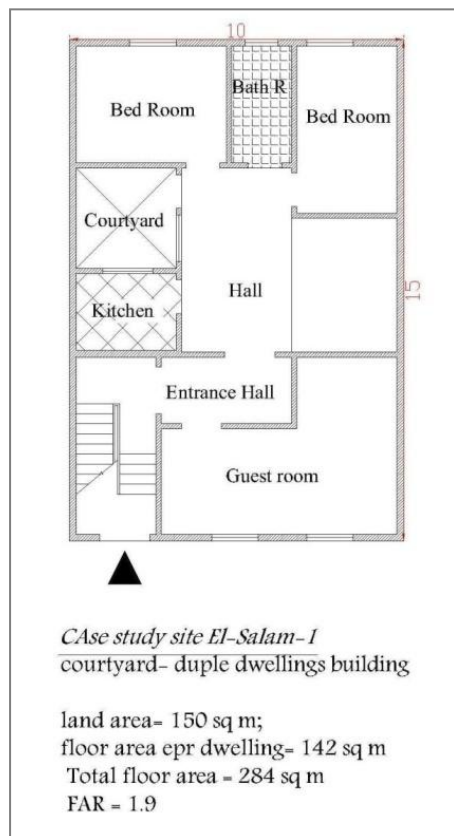 10
Bath R
Bed Room
Bed Room
Courtyard
15
Hall
Kitchen
Entrance Hall
Guest room
CAse study site El-Salam-1
courtyard- duple dwellings building
land area= 150 sq m;
floor area epr dwelling= 142 sq m
Total floor area = 284 sq m
FAR = 1.9